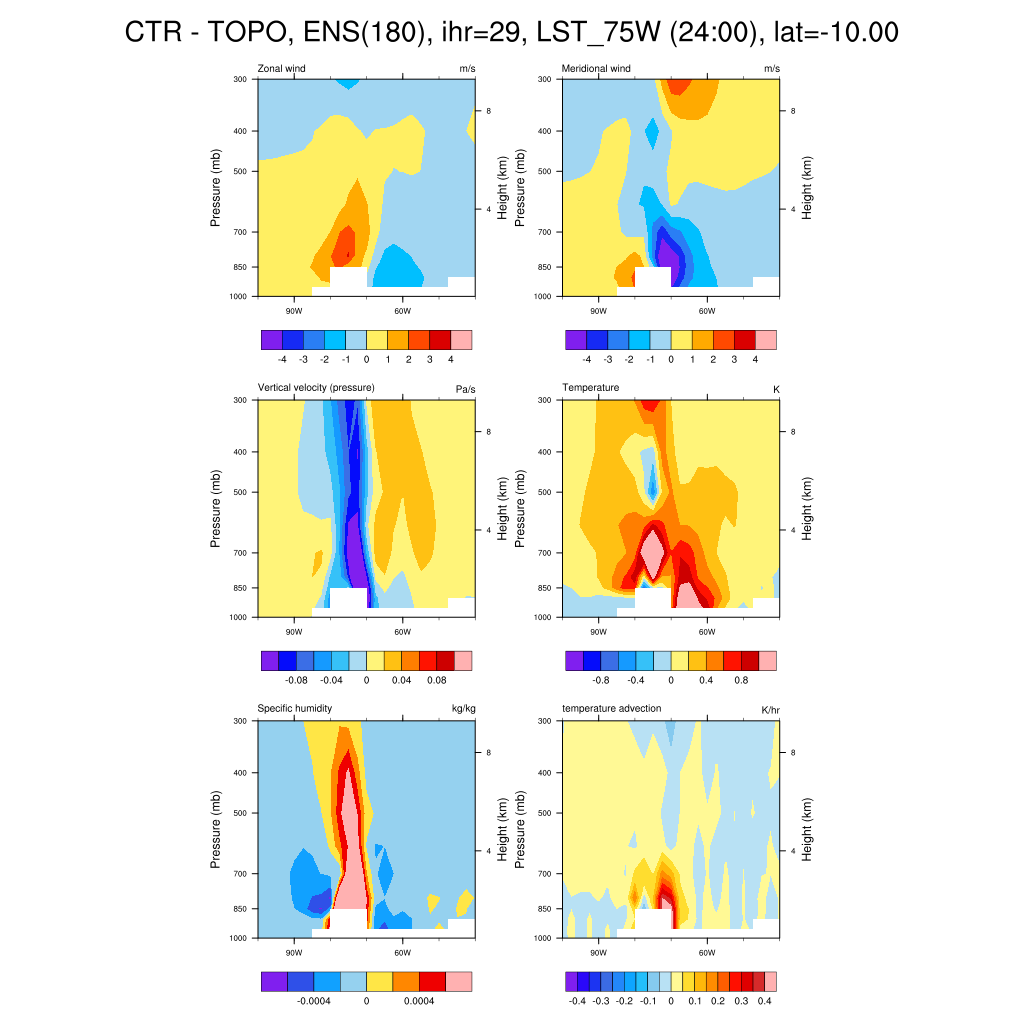 CTR - TOPO, ENS(180), ihr=29, LST_75W (24:00), lat=-10.00
Zonal wind m/s
Pressure (mb)
300
400
500
700
850
1000
8
4
Height (km)
90W 60W
-4 -3 -2 -1 0 1 2 3 4
Meridional wind m/s
Pressure (mb)
300
400
500
700
850
1000
8
4
Height (km)
90W 60W
-4 -3 -2 -1 0 1 2 3 4
Vertical velocity (pressure) Pa/s
Pressure (mb)
300
400
500
700
850
1000
8
4
Height (km)
90W 60W
-0.08 -0.04 0 0.04 0.08
Temperature K
Pressure (mb)
300
400
500
700
850
1000
8
4
Height (km)
90W 60W
-0.8 -0.4 0 0.4 0.8
Specific humidity kg/kg
Pressure (mb)
300
400
500
700
850
1000
8
4
Height (km)
90W 60W
-0.0004 0 0.0004
temperature advection K/hr
Pressure (mb)
300
400
500
700
850
1000
8
4
Height (km)
90W 60W
-0.4 -0.3 -0.2 -0.1 0 0.1 0.2 0.3 0.4